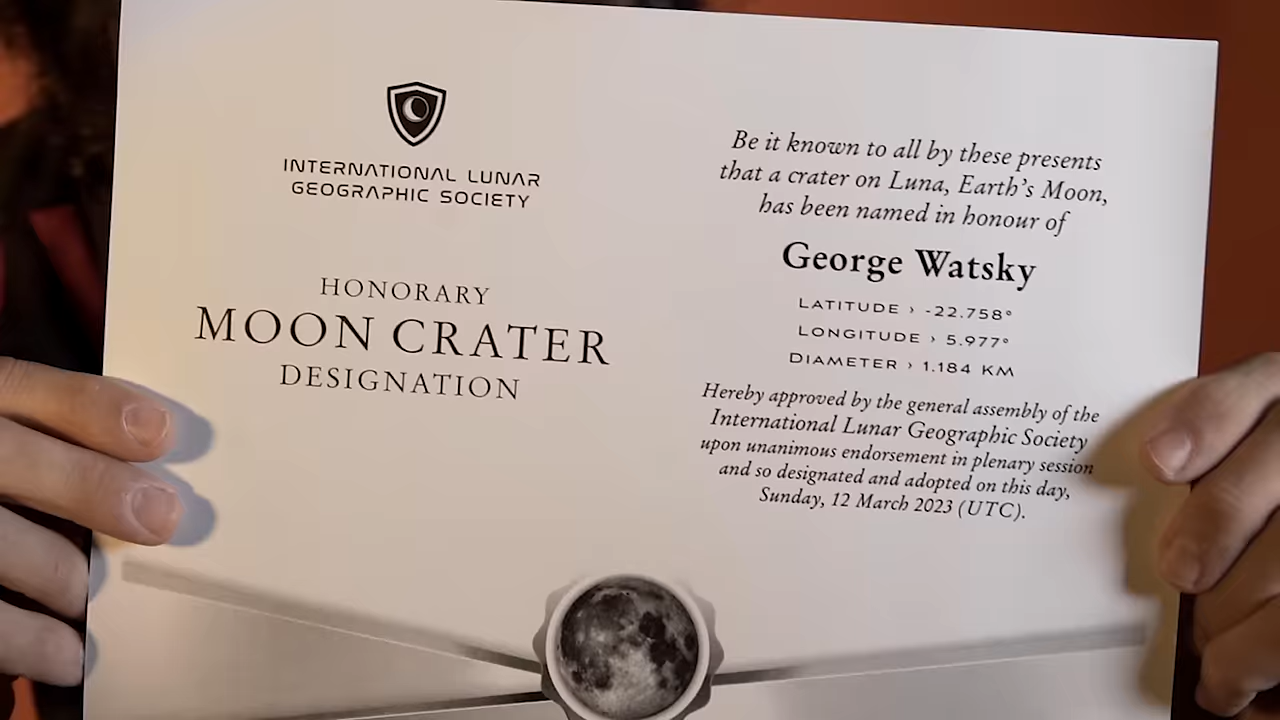 INTERNATIONAL LUNAR
GEOGRAPHIC SOCIETY
HONORARY
MOON CRATER
DESIGNATION
Be it known to all by these presents
that a crater on Luna, Earth's Moon,
has been named in honour of
George Watsky
LATITUDE › -22.758°
LONGITUDE › 5.977°
DIAMETER › 1.184 KM
Hereby approved by the general assembly of the
International Lunar Geographic Society
upon unanimous endorsement in plenary session
and so designated and adopted on this day,
Sunday, 12 March 2023 (UTC).